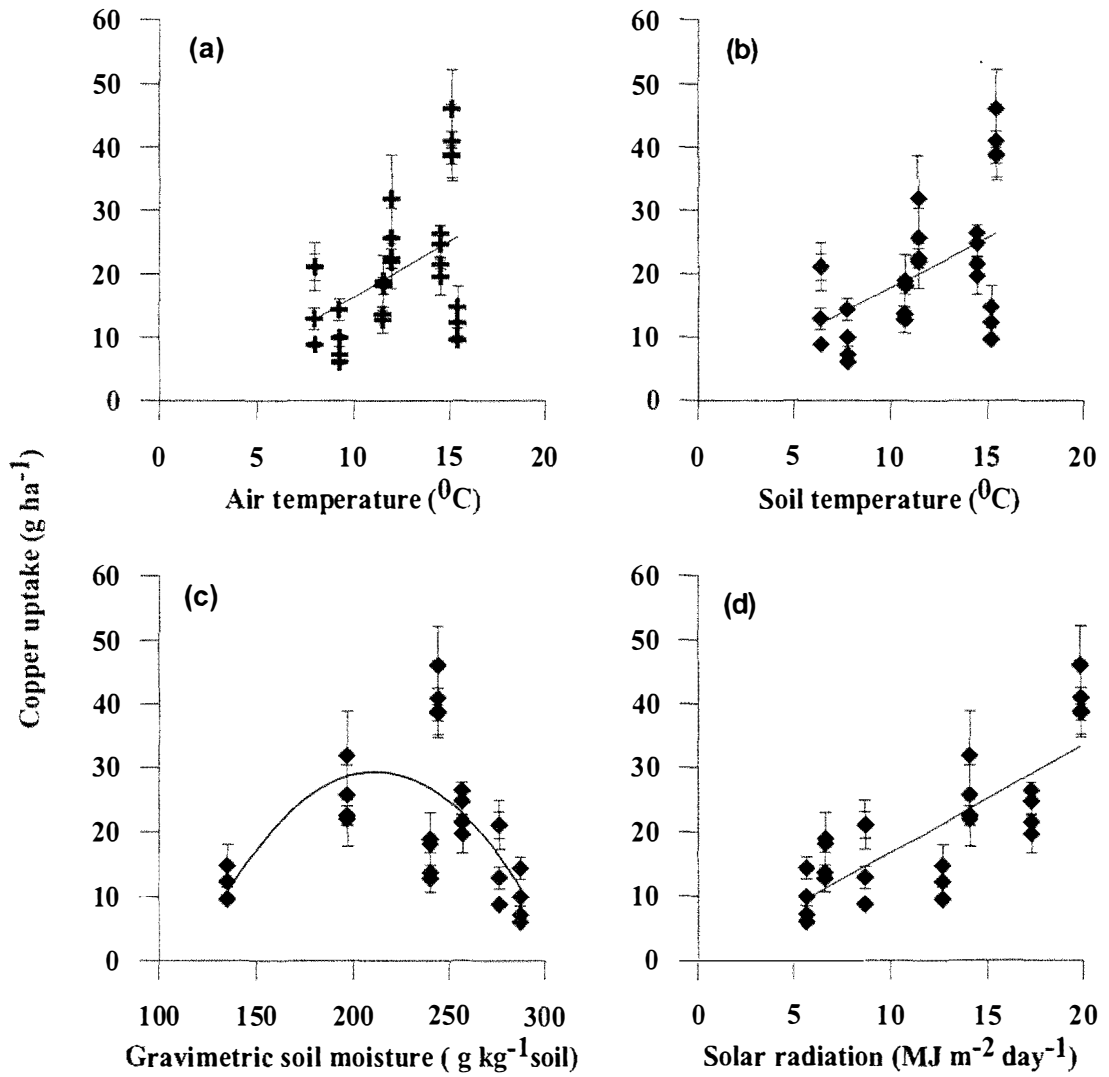 (a)
60
50
40
30
20
10
0
0 5 10 15 20
Air temperature (⁰C)
(b)
60
50
40
30
20
10
0
0 5 10 15 20
Soil temperature (⁰C)
Copper uptake (g ha⁻¹)
(c)
60
50
40
30
20
10
0
100 150 200 250 300
Gravimetric soil moisture ( g kg⁻¹soil)
(d)
60
50
40
30
20
10
0
0 5 10 15 20
Solar radiation (MJ m⁻² day⁻¹)